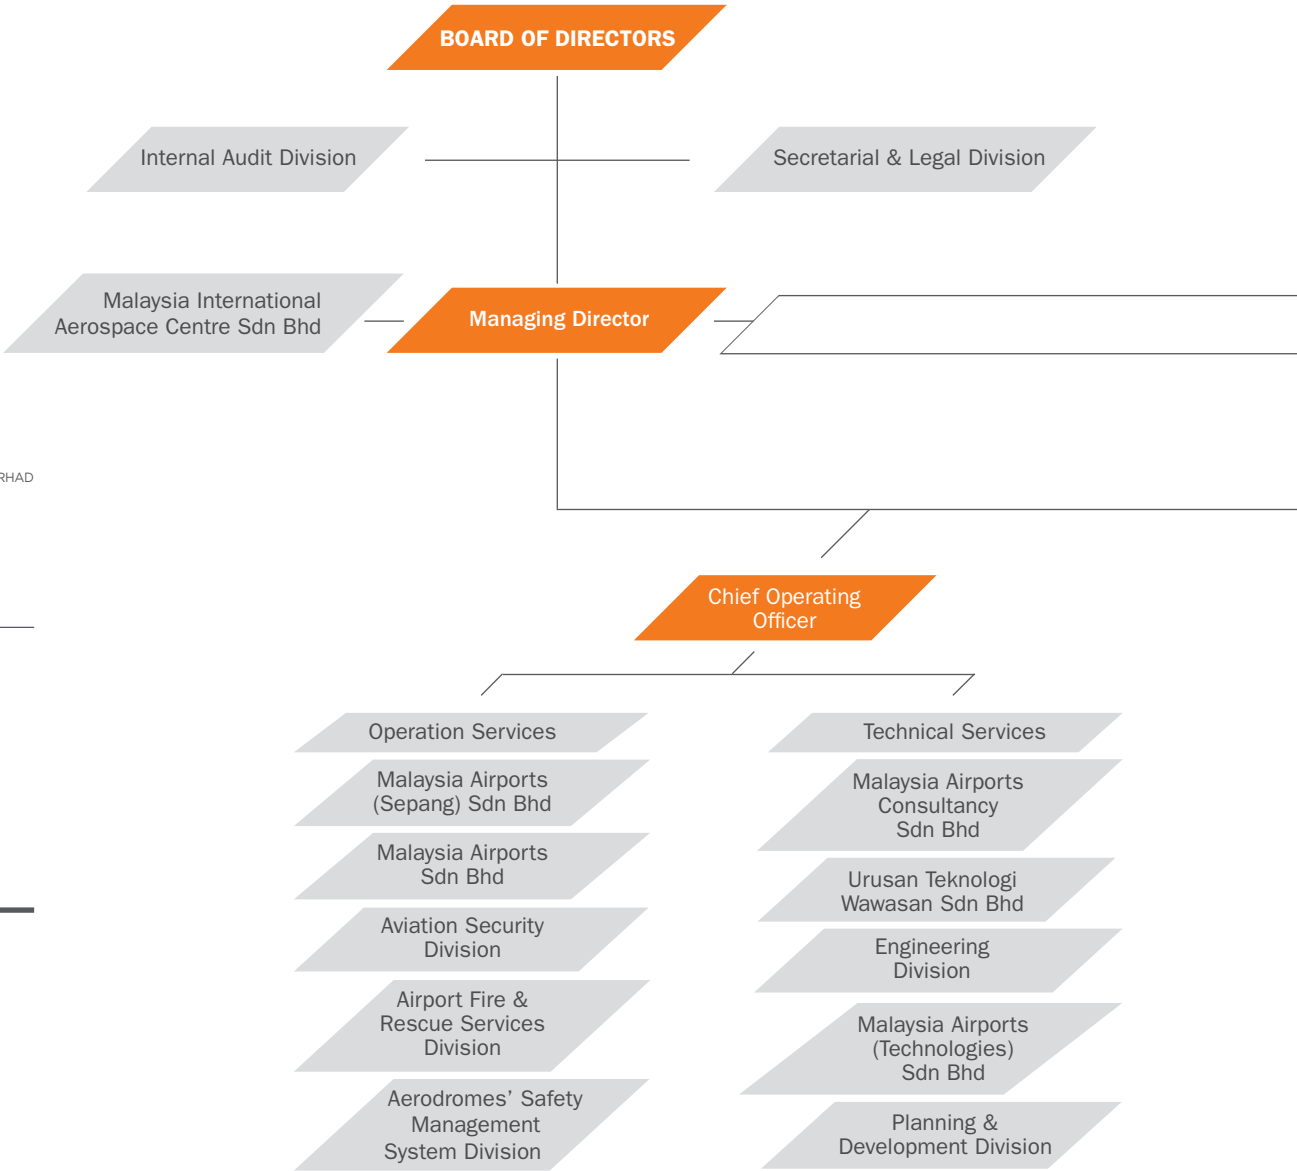 BOARD OF DIRECTORS
Internal Audit Division
Secretarial & Legal Division
Malaysia International
Aerospace Centre Sdn Bhd
Managing Director
RHAD
Chief Operating
Officer
Operation Services
Malaysia Airports
(Sepang) Sdn Bhd
Malaysia Airports
Sdn Bhd
Aviation Security
Division
Airport Fire &
Rescue Services
Division
Aerodromes’ Safety
Management
System Division
Technical Services
Malaysia Airports
Consultancy
Sdn Bhd
Urusan Teknologi
Wawasan Sdn Bhd
Engineering
Division
Malaysia Airports
(Technologies)
Sdn Bhd
Planning &
Development Division